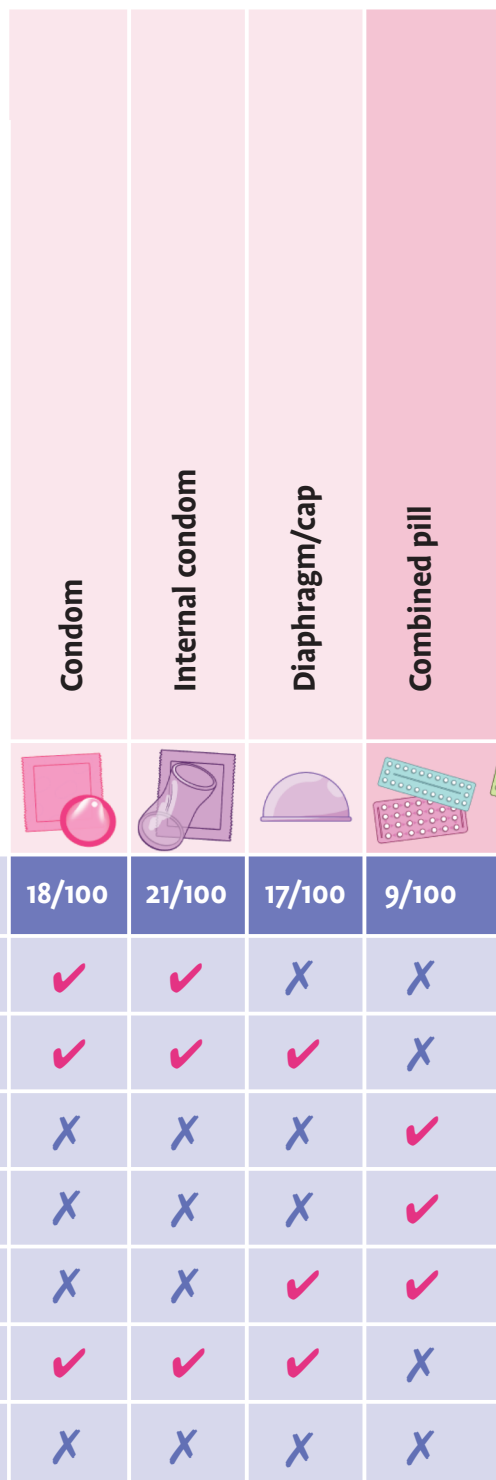 Condom
Internal condom
Diaphragm/cap
Combined pill
18/100 21/100 17/100 9/100
✔ ✔ ✗ ✗
✔ ✔ ✔ ✗
✗ ✗ ✗ ✔
✗ ✗ ✗ ✔
✗ ✗ ✔ ✔
✔ ✔ ✔ ✗
✗ ✗ ✗ ✗